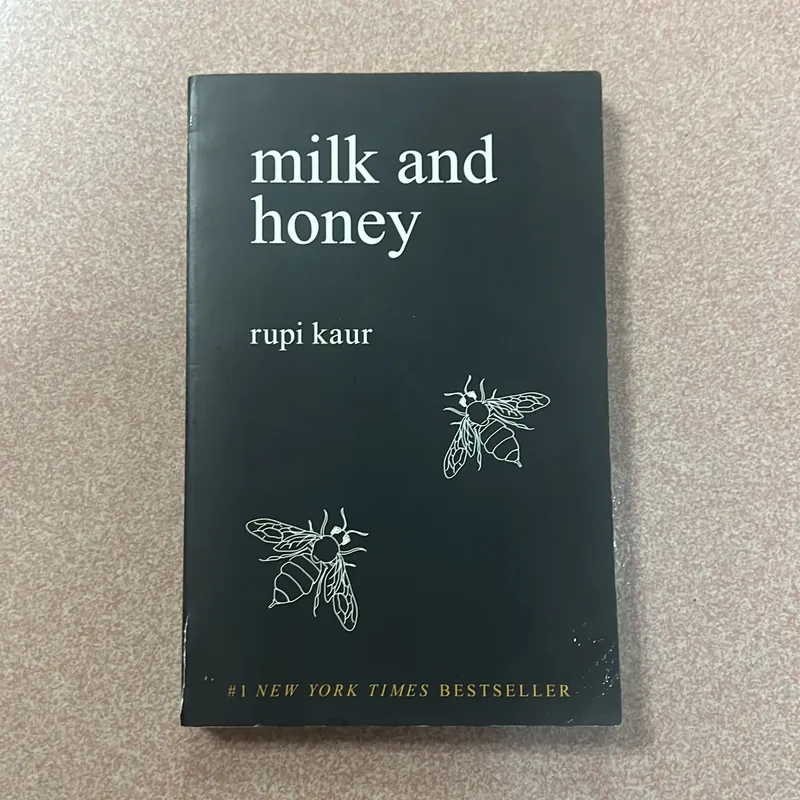 milk and
honey
rupi kaur
#1 NEW YORK TIMES BESTSELLER